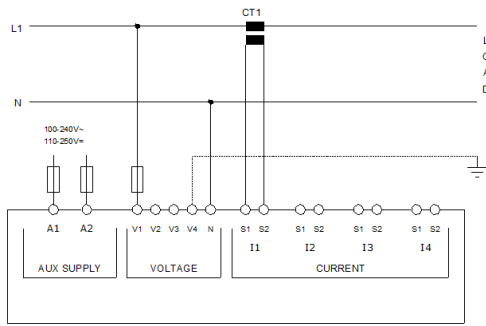 CT1
L1
L
O
A
D
N
100-240V~
110-250V=
A1 A2 V1 V2 V3 V4 N S1 S2 S1 S2 S1 S2 S1 S2
I1 I2 I3 I4
AUX SUPPLY VOLTAGE CURRENT